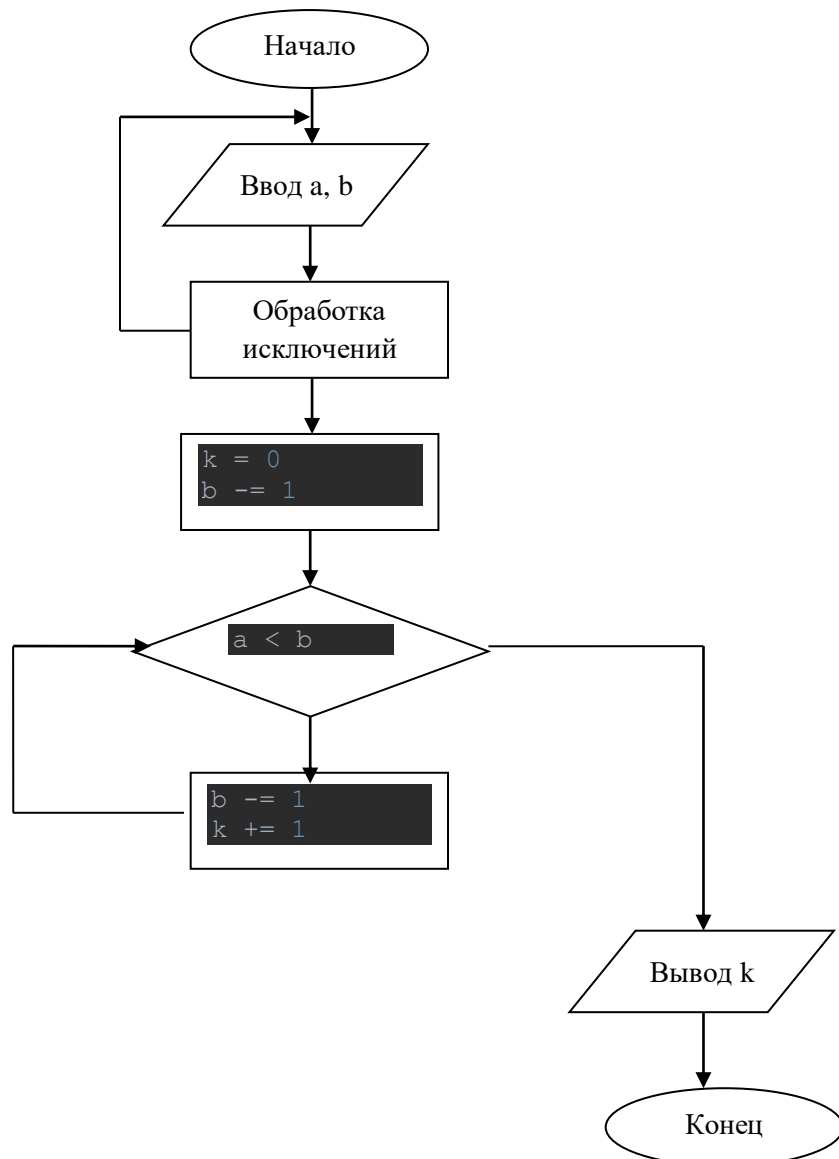 Начало
Ввод a, b
Обработка
исключений
k = 0
b -= 1
a < b
b -= 1
k += 1
Вывод k
Конец